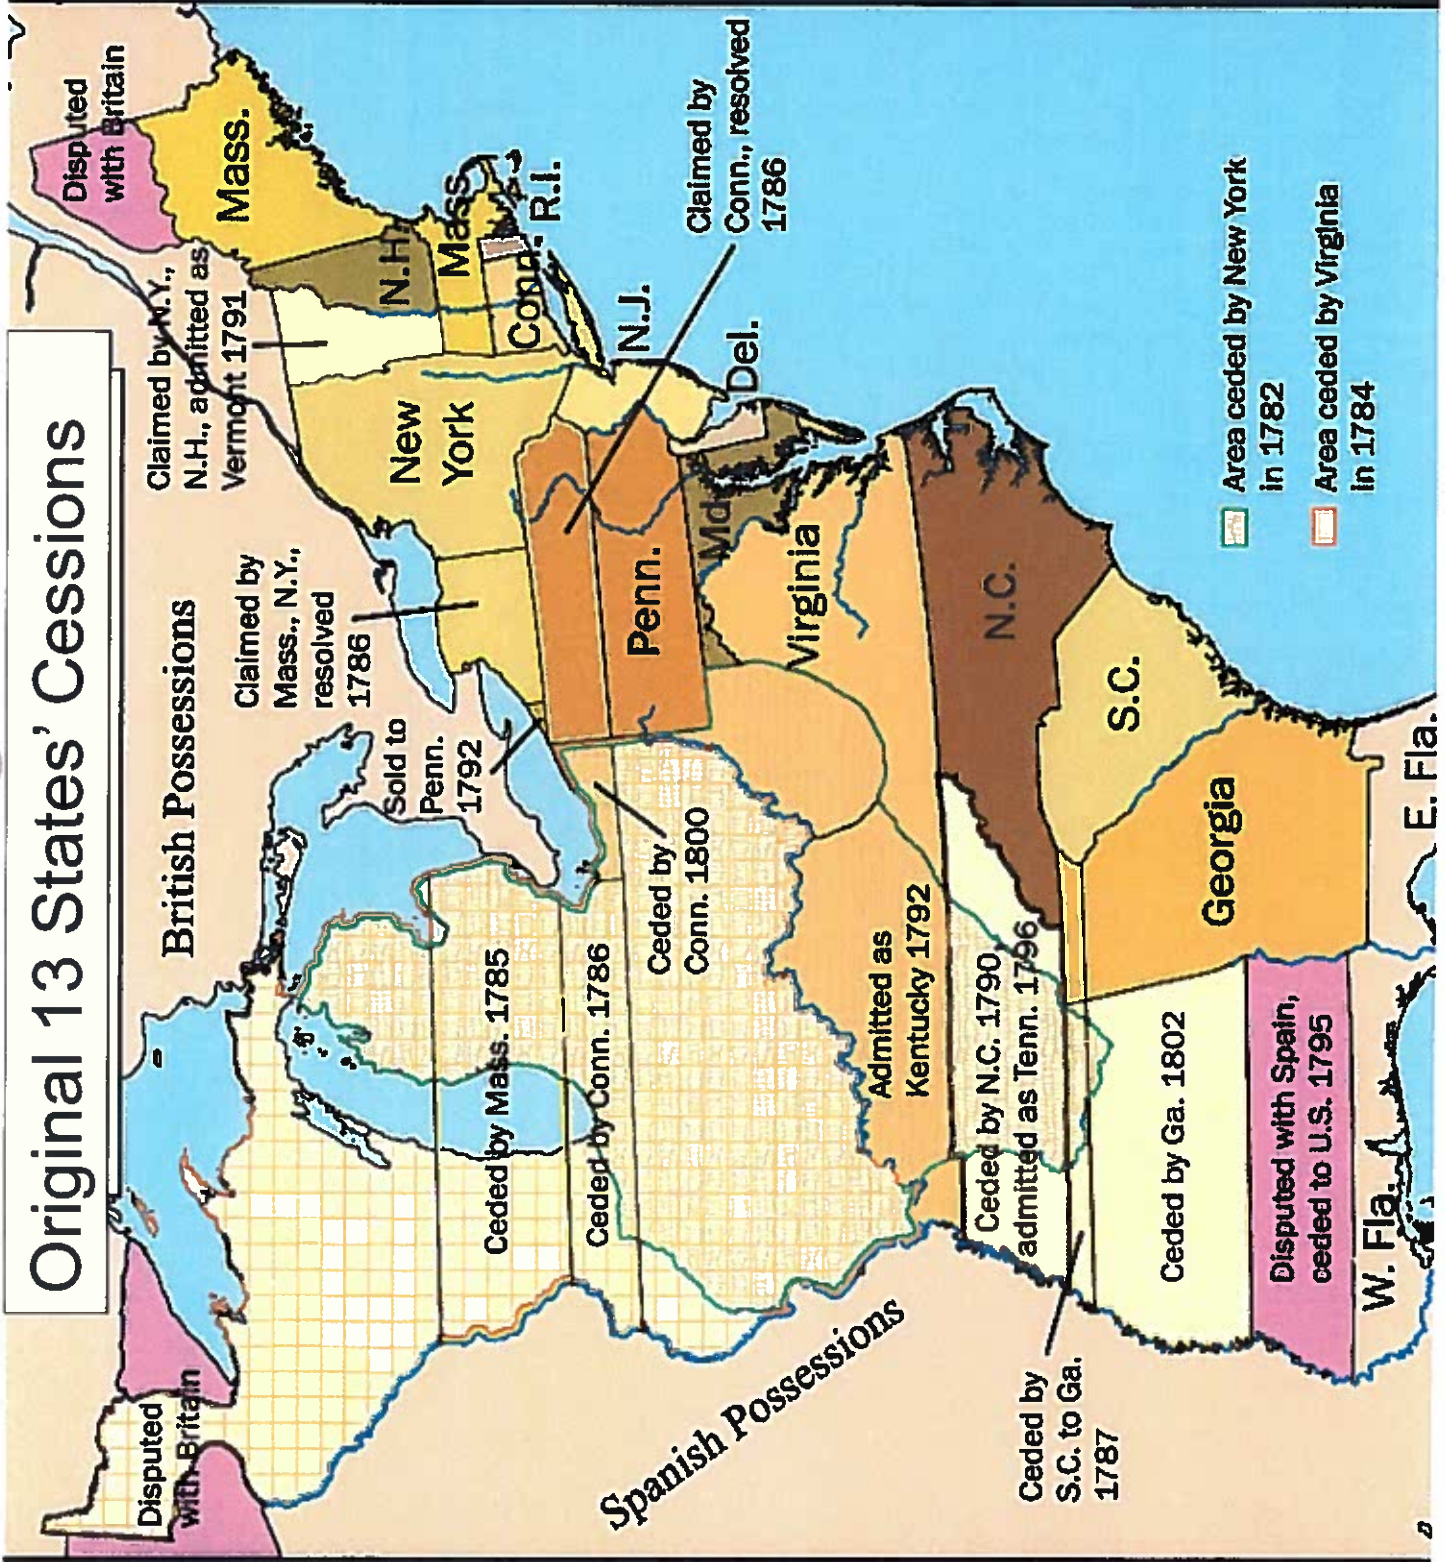 Original 13 States' Cessions
British Possessions
Disputed
with Britain
Disputed
with Britain
Mass.
Claimed by N.Y.,
N.H., admitted as
Vermont 1791
N.H.
Mass.
R.I.
Conn.
New
York
Claimed by
Mass., N.Y.,
resolved
1786
N.J.
Claimed by
Conn., resolved
1786
Sold to
Penn.
1792
Penn.
Del.
Md.
Virginia
Ceded by Mass. 1785
Ceded by Conn. 1786
Ceded by
Conn. 1800
Admitted as
Kentucky 1792
N.C.
Ceded by N.C. 1790
admitted as Tenn. 1796
S.C.
Georgia
Ceded by
S.C. to Ga.
1787
Ceded by Ga. 1802
Disputed with Spain,
ceded to U.S. 1795
W. Fla.
E. Fla.
Spanish Possessions
Area ceded by New York
in 1782
Area ceded by Virginia
in 1784